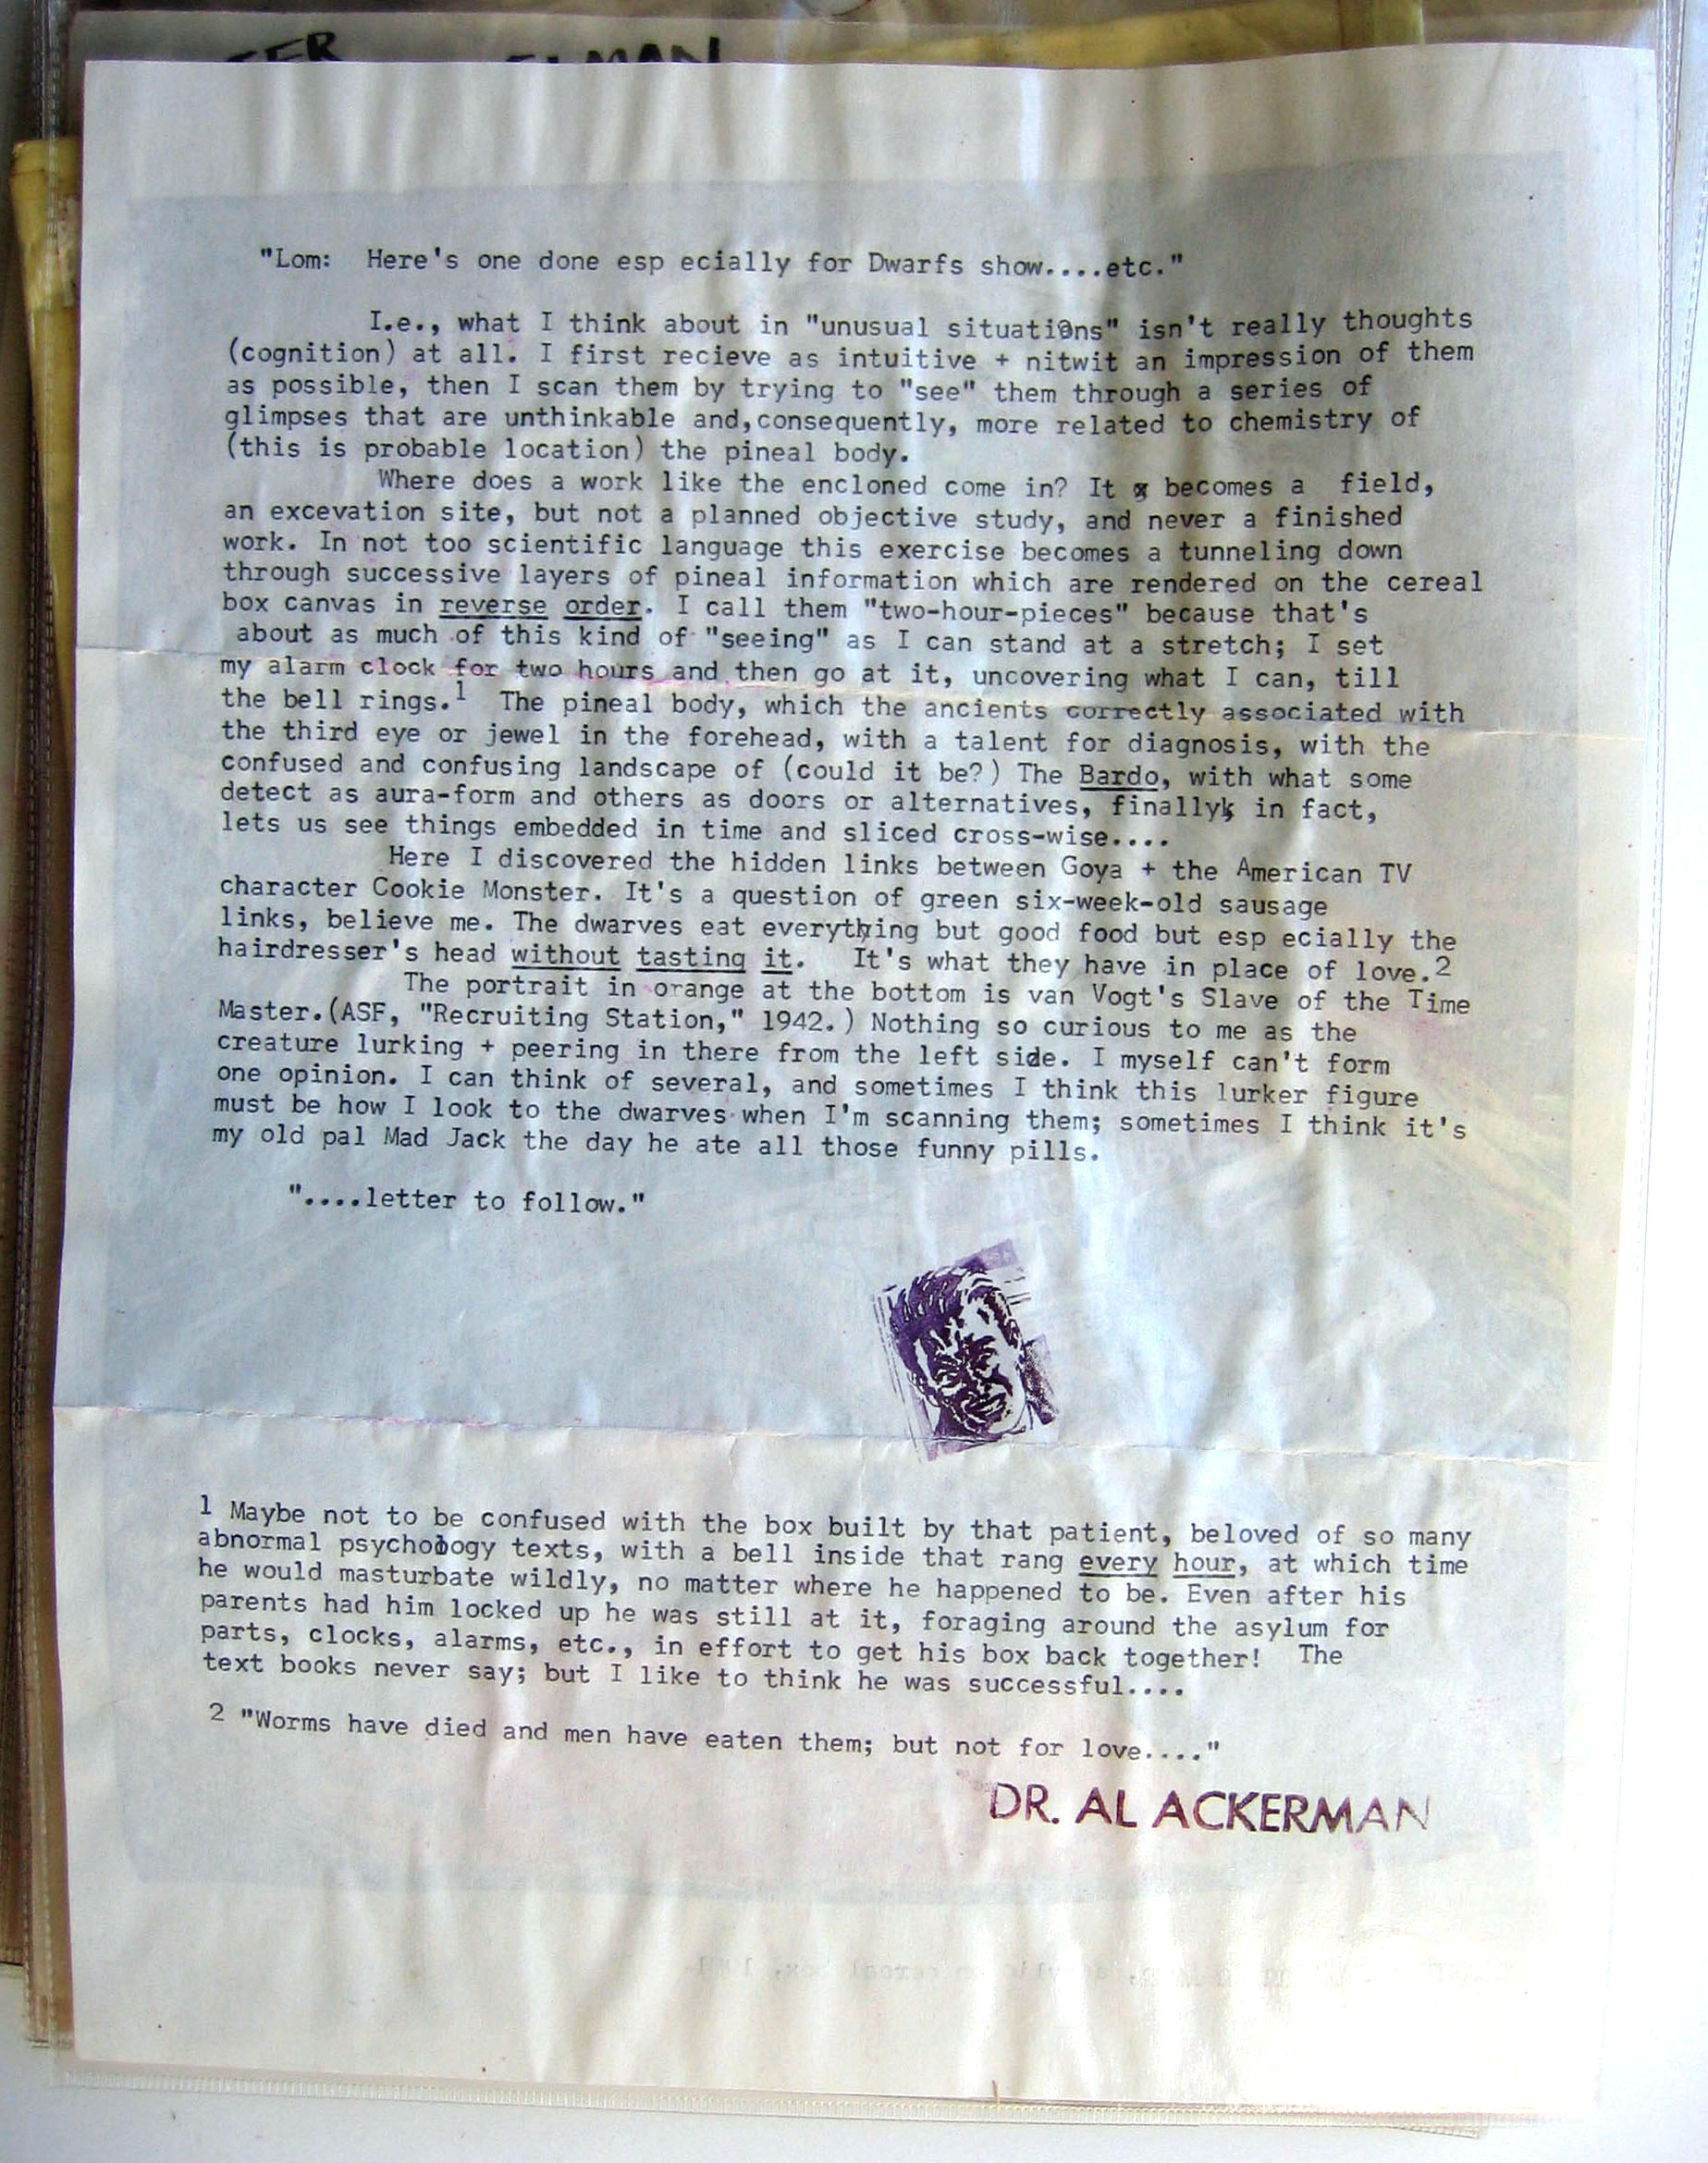 "Lom:  Here's one done esp ecially for Dwarfs show....etc."
I.e., what I think about in "unusual situations" isn't really thoughts
(cognition) at all. I first recieve as intuitive + nitwit an impression of them
as possible, then I scan them by trying to "see" them through a series of
glimpses that are unthinkable and,consequently, more related to chemistry of
(this is probable location) the pineal body.
Where does a work like the encloned come in? It x becomes a  field,
an excevation site, but not a planned objective study, and never a finished
work. In not too scientific language this exercise becomes a tunneling down
through successive layers of pineal information which are rendered on the cereal
box canvas in reverse order. I call them "two-hour-pieces" because that's
about as much of this kind of "seeing" as I can stand at a stretch; I set
my alarm clock for two hours and then go at it, uncovering what I can, till
the bell rings.1  The pineal body, which the ancients correctly associated with
the third eye or jewel in the forehead, with a talent for diagnosis, with the
confused and confusing landscape of (could it be?) The Bardo, with what some
detect as aura-form and others as doors or alternatives, finally, in fact,
lets us see things embedded in time and sliced cross-wise....
Here I discovered the hidden links between Goya + the American TV
character Cookie Monster. It's a question of green six-week-old sausage
links, believe me. The dwarves eat everything but good food but esp ecially the
hairdresser's head without tasting it.   It's what they have in place of love.2
The portrait in orange at the bottom is van Vogt's Slave of the Time
Master.(ASF, "Recruiting Station," 1942.) Nothing so curious to me as the
creature lurking + peering in there from the left side. I myself can't form
one opinion. I can think of several, and sometimes I think this lurker figure
must be how I look to the dwarves when I'm scanning them; sometimes I think it's
my old pal Mad Jack the day he ate all those funny pills.
"....letter to follow."
1 Maybe not to be confused with the box built by that patient, beloved of so many
abnormal psychology texts, with a bell inside that rang every hour, at which time
he would masturbate wildly, no matter where he happened to be. Even after his
parents had him locked up he was still at it, foraging around the asylum for
parts, clocks, alarms, etc., in effort to get his box back together!  The
text books never say; but I like to think he was successful....
2 "Worms have died and men have eaten them; but not for love...."
DR. AL ACKERMAN